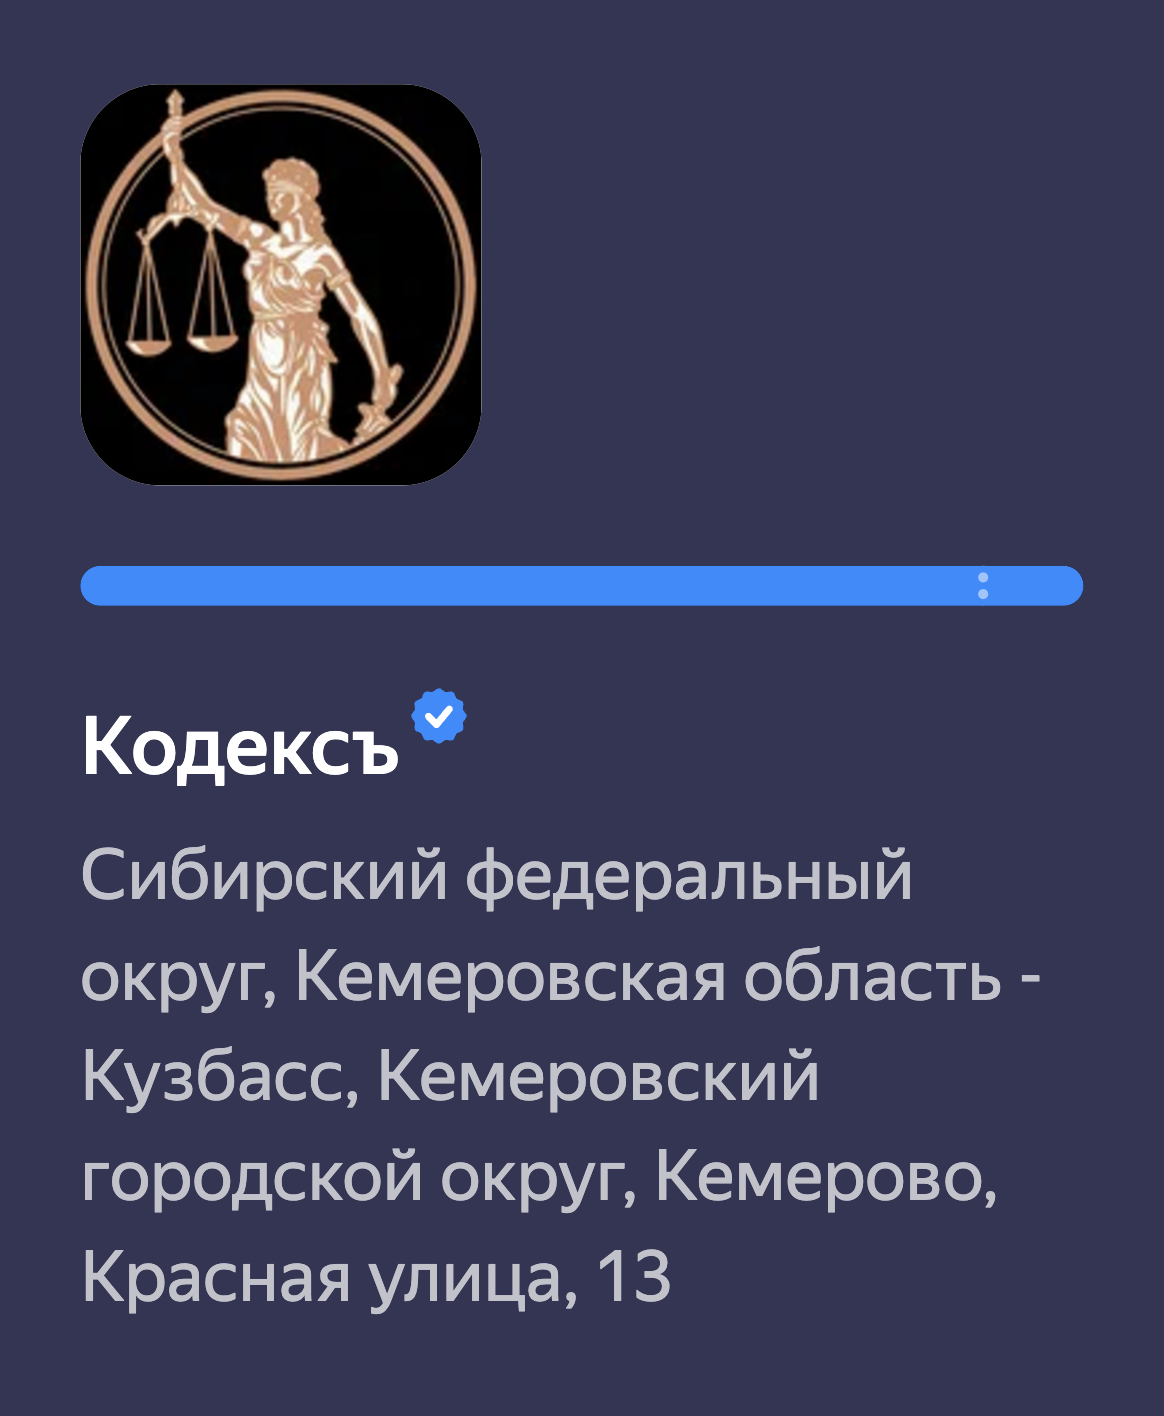 Кодексъ
Сибирский федеральный
округ, Кемеровская область -
Кузбасс, Кемеровский
городской округ, Кемерово,
Красная улица, 13